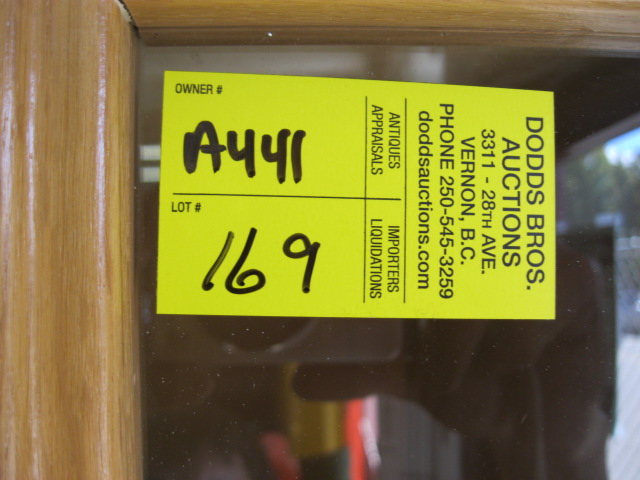 DODDS BROS.
AUCTIONS
3311 - 28TH AVE.
VERNON, B.C.
PHONE 250-545-3259
doddsauctions.com
ANTIQUES
APPRAISALS
IMPORTERS
LIQUIDATIONS
OWNER #
A441
LOT #
169